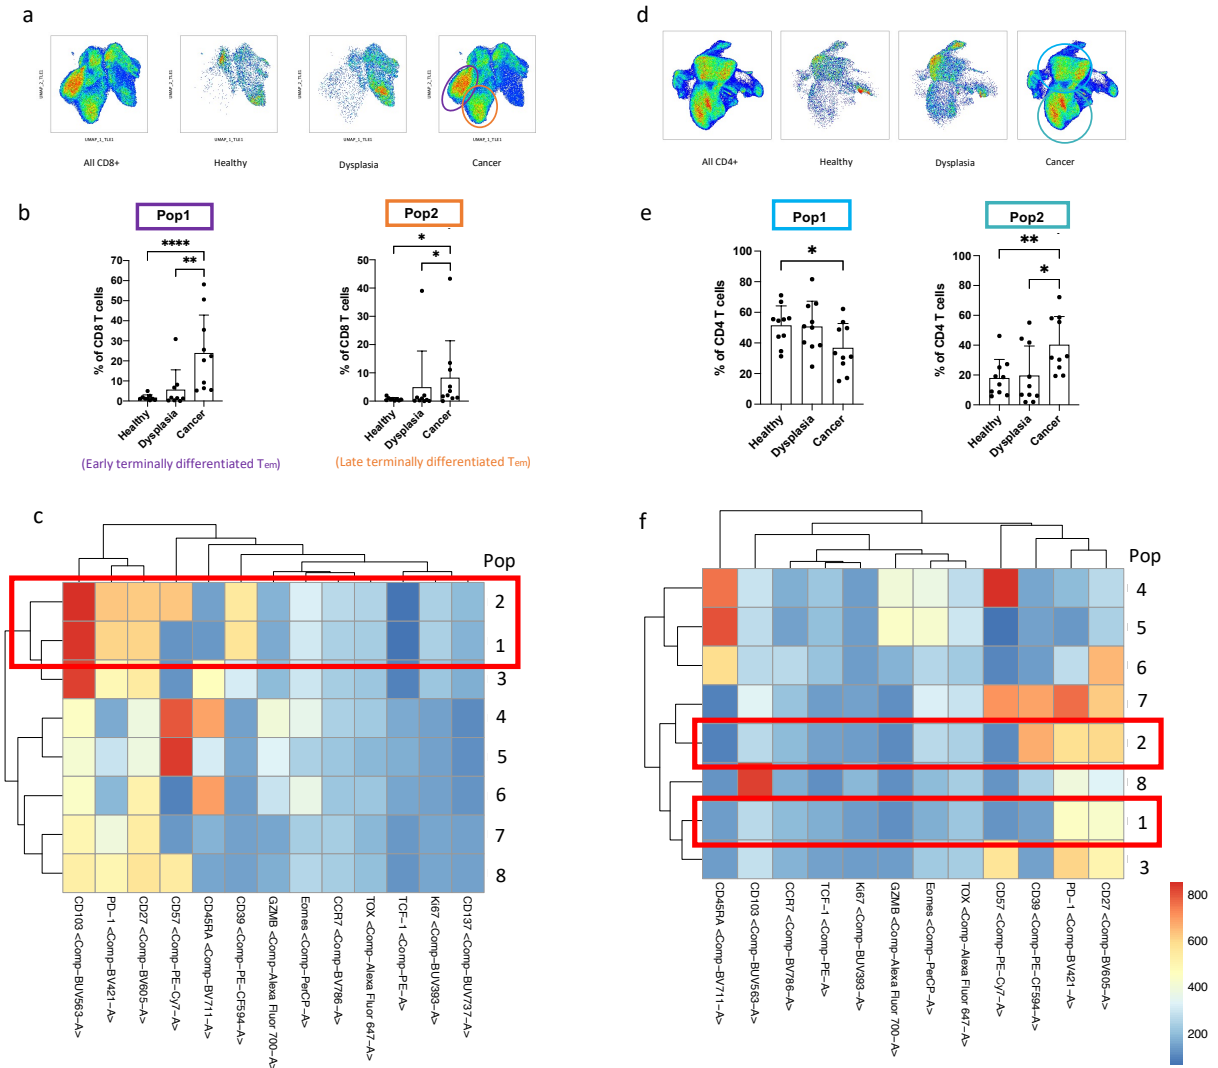 a
UMAP_2_TLE1
UMAP_2_TLE1
UMAP_2_TLE1
UMAP_2_TLE1
UMAP_1_TLE1
UMAP_1_TLE1
UMAP_1_TLE1
UMAP_1_TLE1
All CD8+
Healthy
Dysplasia
Cancer
b
Pop1
****
**
% of CD8 T cells
70
60
50
40
30
20
10
0
Healthy
Dysplasia
Cancer
(Early terminally differentiated Tem)
Pop2
*
*
% of CD8 T cells
50
40
30
20
10
0
Healthy
Dysplasia
Cancer
(Late terminally differentiated Tem)
c
Pop
2
1
3
4
5
6
7
8
CD103 <Comp-BUV563-A>
PD-1 <Comp-BV421-A>
CD27 <Comp-BV605-A>
CD57 <Comp-PE-Cy7-A>
CD45RA <Comp-BV711-A>
CD39 <Comp-PE-CF594-A>
GZMB <Comp-Alexa Fluor 700-A>
Eomes <Comp-PerCP-A>
CCR7 <Comp-BV786-A>
TOX <Comp-Alexa Fluor 647-A>
TCF-1 <Comp-PE-A>
Ki67 <Comp-BUV393-A>
CD137 <Comp-BUV737-A>
d
All CD4+
Healthy
Dysplasia
Cancer
e
Pop1
*
% of CD4 T cells
100
80
60
40
20
0
Healthy
Dysplasia
Cancer
Pop2
**
*
% of CD4 T cells
100
80
60
40
20
0
Healthy
Dysplasia
Cancer
f
Pop
4
5
6
7
2
8
1
3
CD45RA <Comp-BV711-A>
CD103 <Comp-BUV563-A>
CCR7 <Comp-BV786-A>
TCF-1 <Comp-PE-A>
Ki67 <Comp-BUV393-A>
GZMB <Comp-Alexa Fluor 700-A>
Eomes <Comp-PerCP-A>
TOX <Comp-Alexa Fluor 647-A>
CD57 <Comp-PE-Cy7-A>
CD39 <Comp-PE-CF594-A>
PD-1 <Comp-BV421-A>
CD27 <Comp-BV605-A>
800
600
400
200